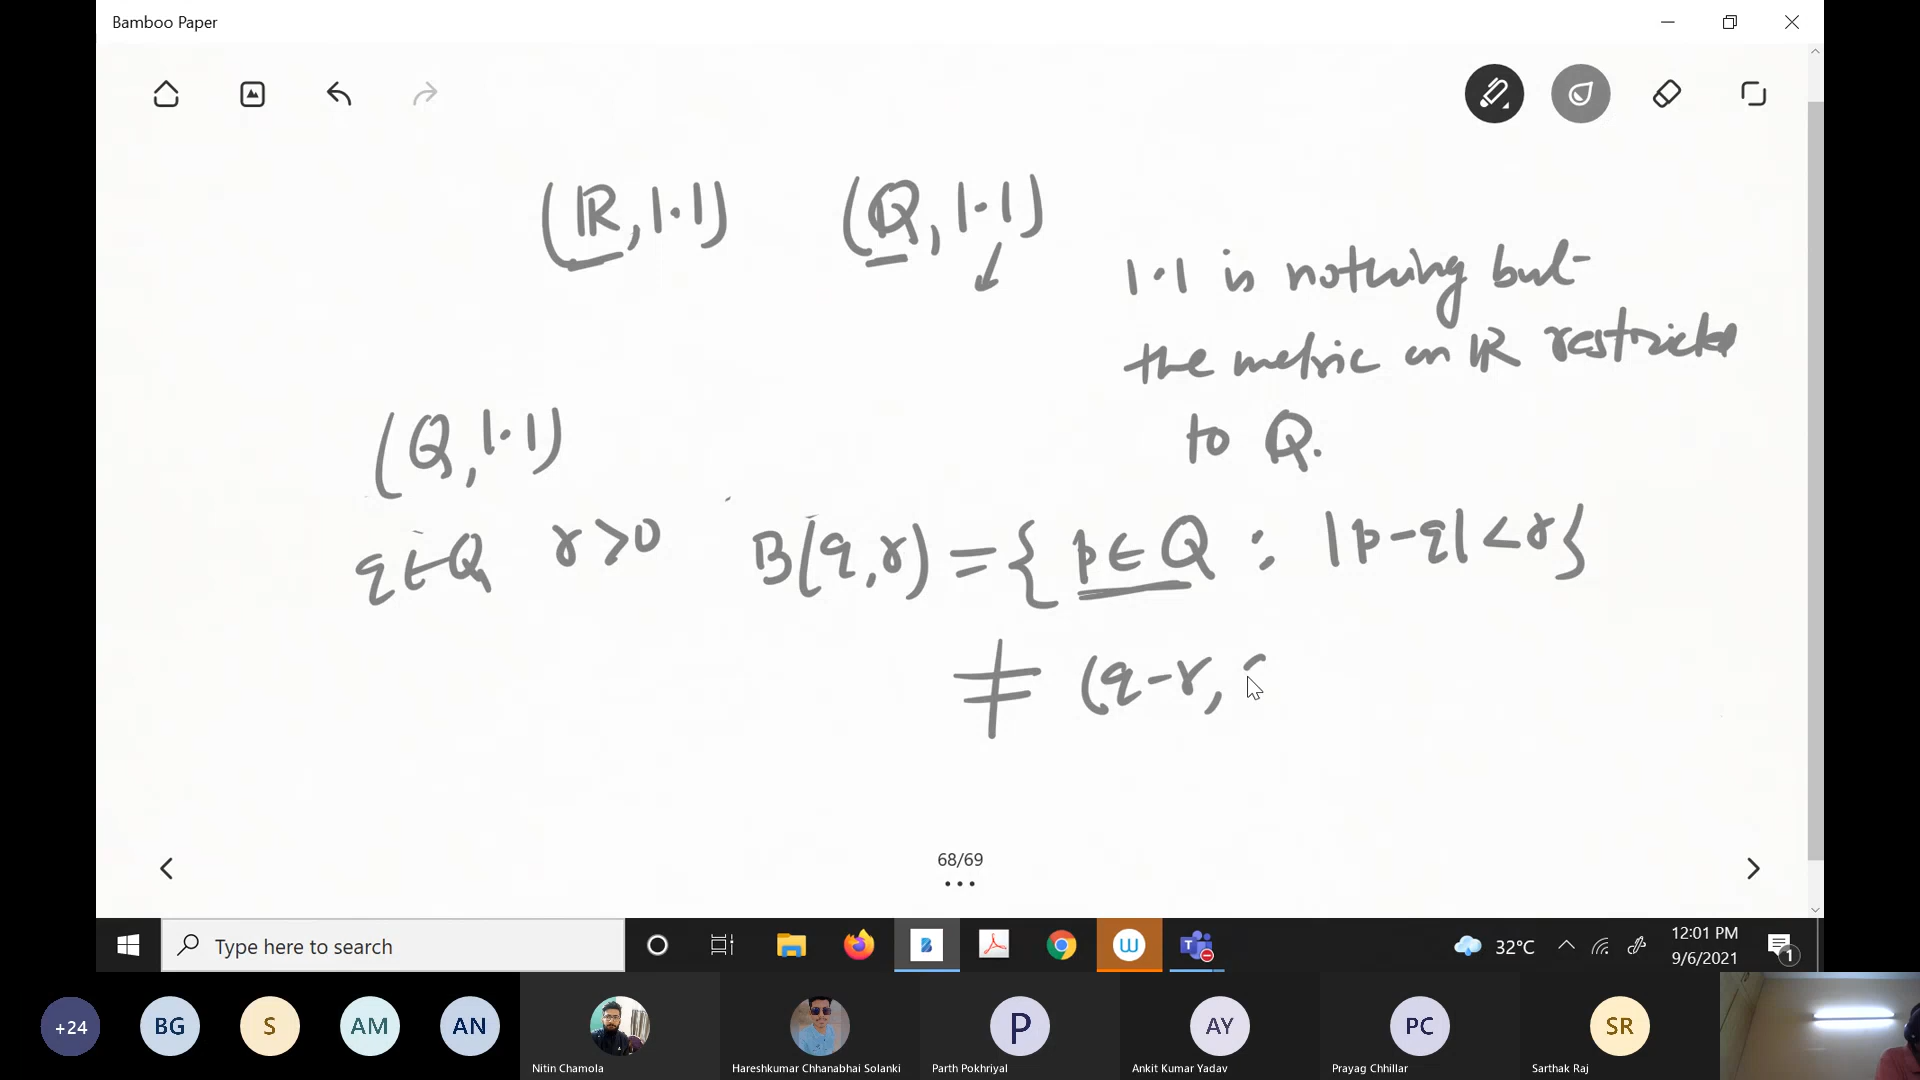 Bamboo Paper
(ℝ, |·|) (Q, |·|)
|·| is nothing but
the metric on ℝ restricted
to Q.
(Q, |·|)
q ∈ Q r > 0 B(q, r) = { p ∈ Q : |p - q| < r }
≠ (q - r,
68/69
Type here to search
32°C
12:01 PM
9/6/2021
1
+24
BG
S
AM
AN
P
AY
PC
SR
Nitin Chamola
Hareshkumar Chhanabhai Solanki
Parth Pokhriyal
Ankit Kumar Yadav
Prayag Chhillar
Sarthak Raj